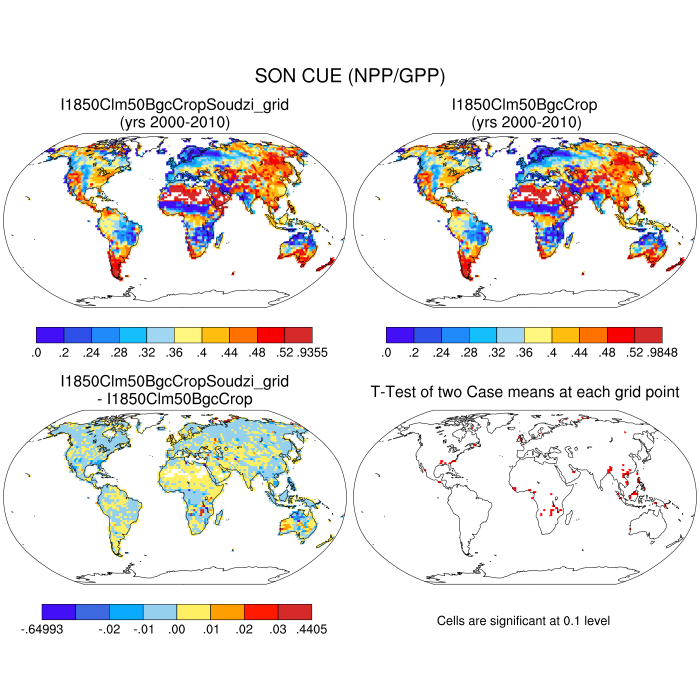 SON CUE (NPP/GPP)
I1850Clm50BgcCropSoudzi_grid
(yrs 2000-2010)
I1850Clm50BgcCrop
(yrs 2000-2010)
.0 .2 .24 .28 .32 .36 .4 .44 .48 .52 .9355
.0 .2 .24 .28 .32 .36 .4 .44 .48 .52 .9848
I1850Clm50BgcCropSoudzi_grid
- I1850Clm50BgcCrop
T-Test of two Case means at each grid point
-.64993 -.02 -.01 .00 .01 .02 .03 .4405
Cells are significant at 0.1 level